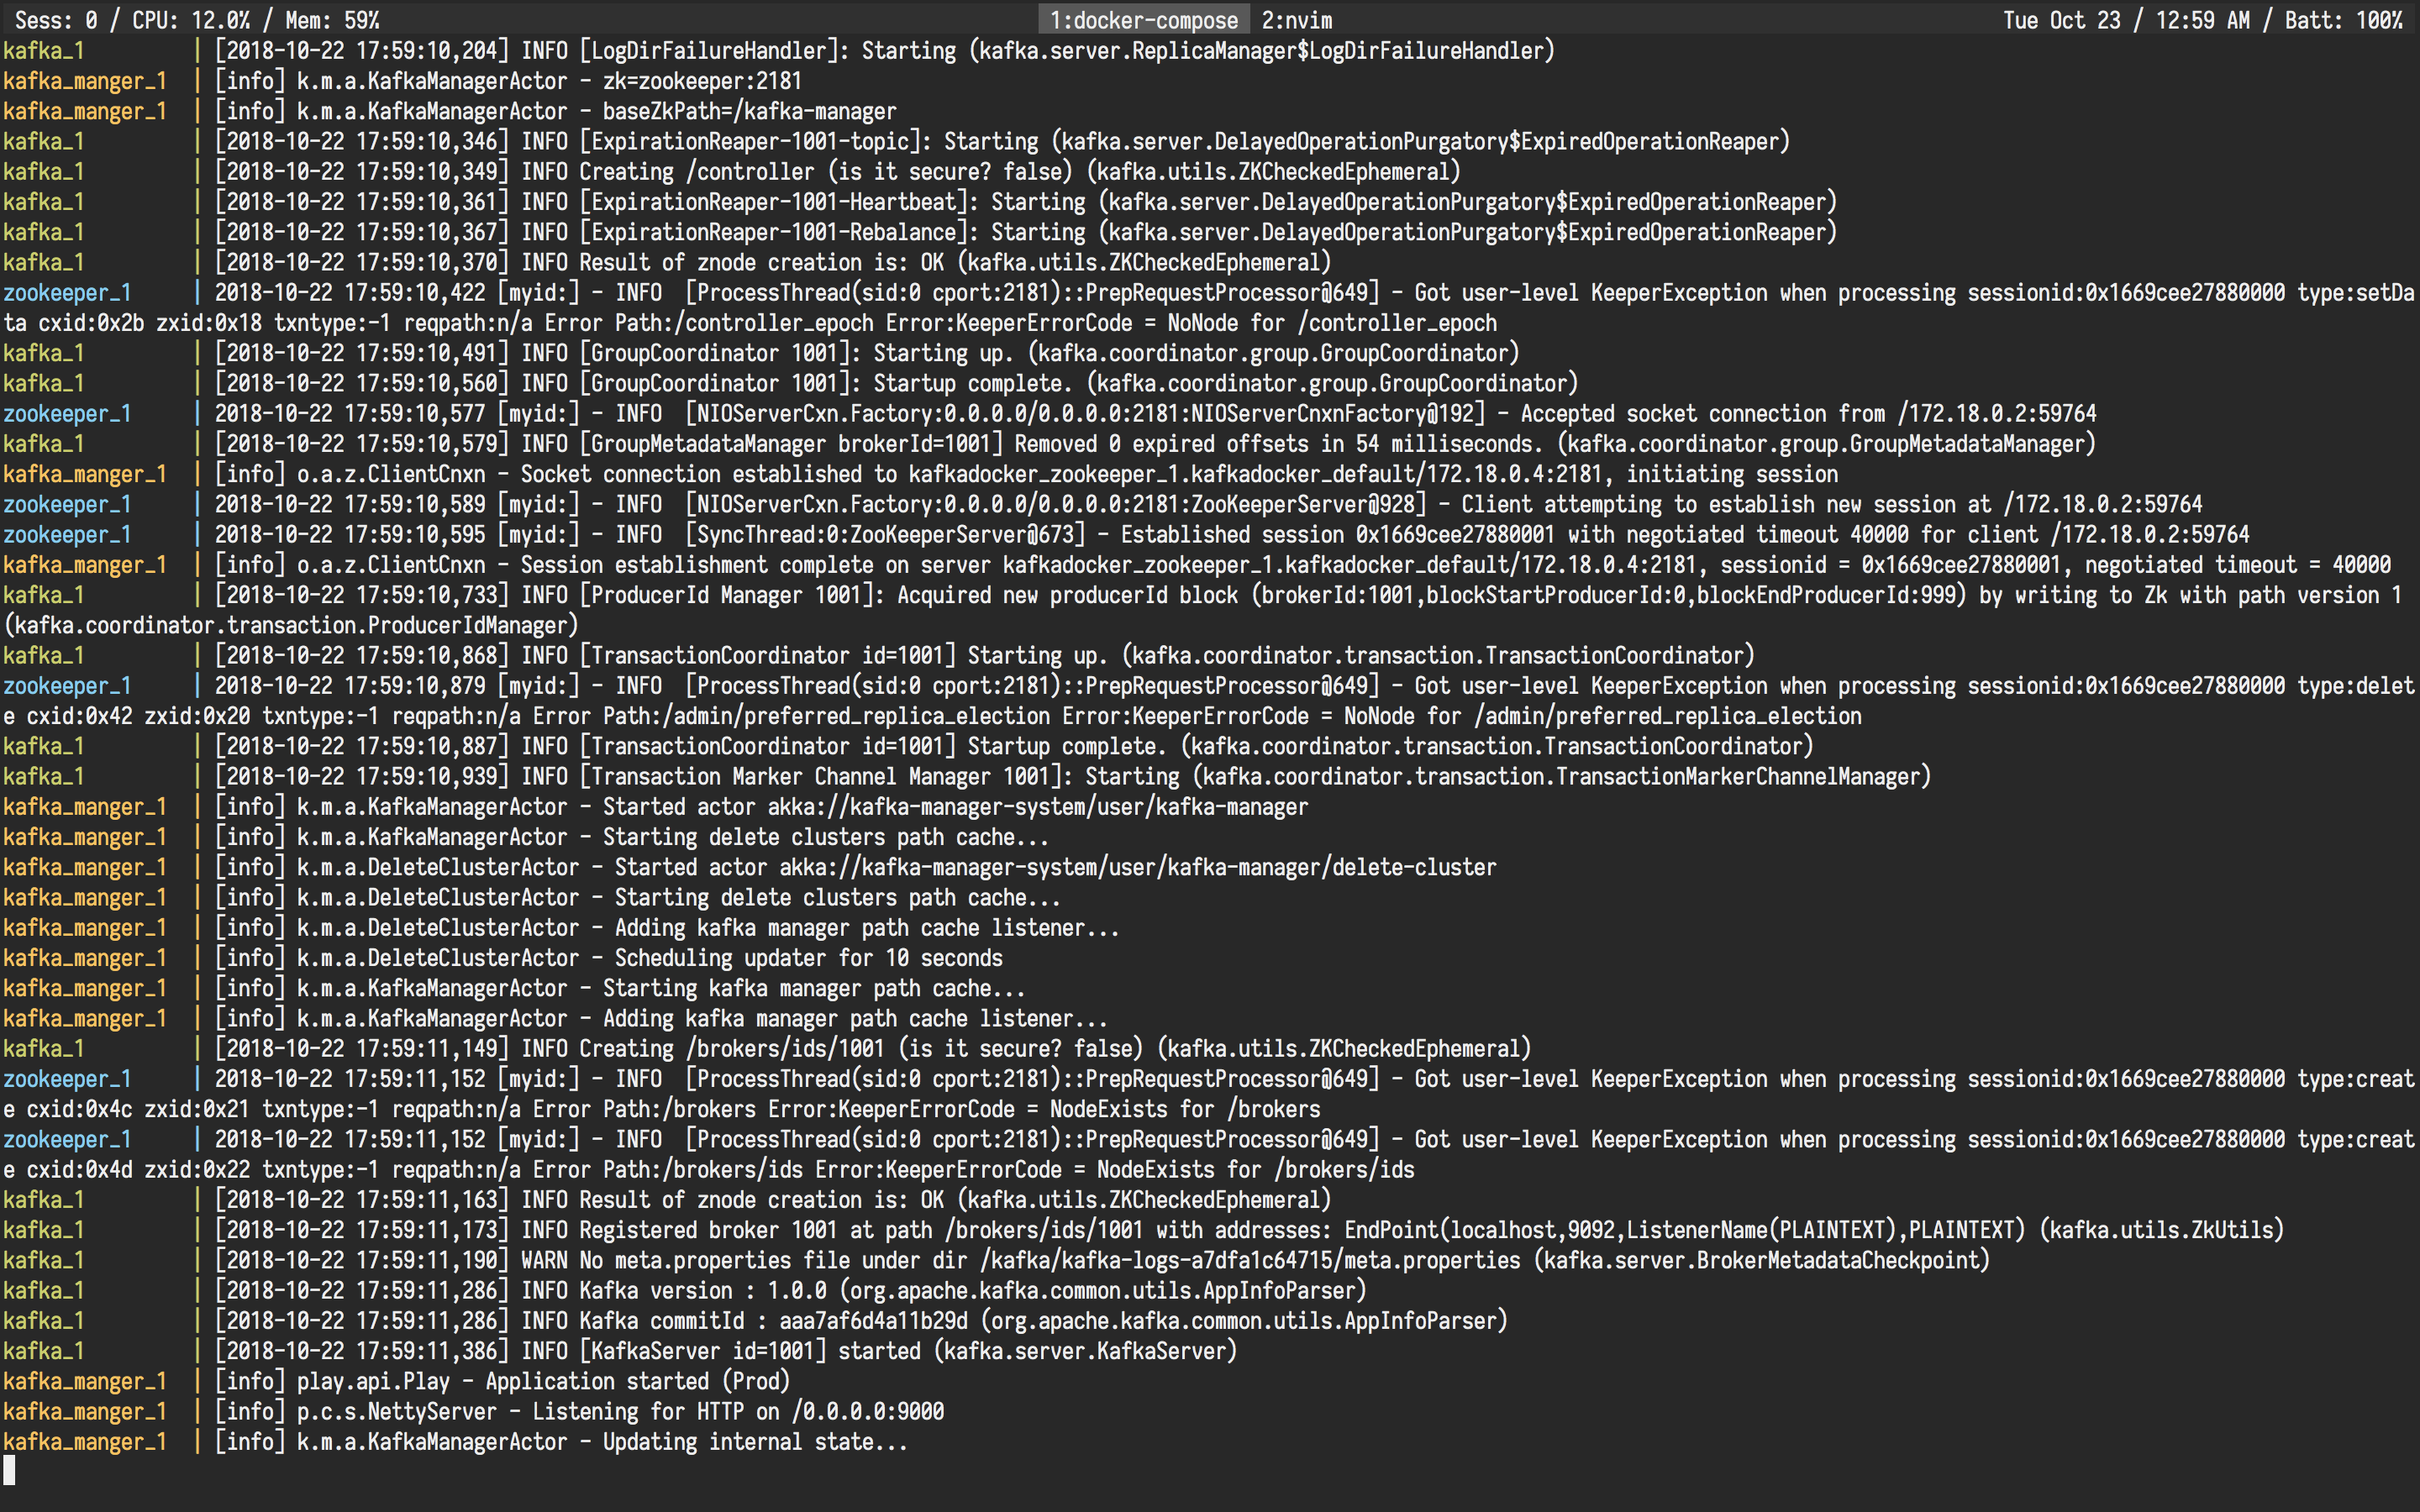 Sess: 0 / CPU: 12.0% / Mem: 59% 1:docker-compose 2:nvim Tue Oct 23 / 12:59 AM / Batt: 100%
kafka_1 | [2018-10-22 17:59:10,204] INFO [LogDirFailureHandler]: Starting (kafka.server.ReplicaManager$LogDirFailureHandler)
kafka_manger_1 | [info] k.m.a.KafkaManagerActor - zk=zookeeper:2181
kafka_manger_1 | [info] k.m.a.KafkaManagerActor - baseZkPath=/kafka-manager
kafka_1 | [2018-10-22 17:59:10,346] INFO [ExpirationReaper-1001-topic]: Starting (kafka.server.DelayedOperationPurgatory$ExpiredOperationReaper)
kafka_1 | [2018-10-22 17:59:10,349] INFO Creating /controller (is it secure? false) (kafka.utils.ZKCheckedEphemeral)
kafka_1 | [2018-10-22 17:59:10,361] INFO [ExpirationReaper-1001-Heartbeat]: Starting (kafka.server.DelayedOperationPurgatory$ExpiredOperationReaper)
kafka_1 | [2018-10-22 17:59:10,367] INFO [ExpirationReaper-1001-Rebalance]: Starting (kafka.server.DelayedOperationPurgatory$ExpiredOperationReaper)
kafka_1 | [2018-10-22 17:59:10,370] INFO Result of znode creation is: OK (kafka.utils.ZKCheckedEphemeral)
zookeeper_1 | 2018-10-22 17:59:10,422 [myid:] - INFO  [ProcessThread(sid:0 cport:2181)::PrepRequestProcessor@649] - Got user-level KeeperException when processing sessionid:0x1669cee27880000 type:setDa
ta cxid:0x2b zxid:0x18 txntype:-1 reqpath:n/a Error Path:/controller_epoch Error:KeeperErrorCode = NoNode for /controller_epoch
kafka_1 | [2018-10-22 17:59:10,491] INFO [GroupCoordinator 1001]: Starting up. (kafka.coordinator.group.GroupCoordinator)
kafka_1 | [2018-10-22 17:59:10,560] INFO [GroupCoordinator 1001]: Startup complete. (kafka.coordinator.group.GroupCoordinator)
zookeeper_1 | 2018-10-22 17:59:10,577 [myid:] - INFO  [NIOServerCxn.Factory:0.0.0.0/0.0.0.0:2181:NIOServerCnxnFactory@192] - Accepted socket connection from /172.18.0.2:59764
kafka_1 | [2018-10-22 17:59:10,579] INFO [GroupMetadataManager brokerId=1001] Removed 0 expired offsets in 54 milliseconds. (kafka.coordinator.group.GroupMetadataManager)
kafka_manger_1 | [info] o.a.z.ClientCnxn - Socket connection established to kafkadocker_zookeeper_1.kafkadocker_default/172.18.0.4:2181, initiating session
zookeeper_1 | 2018-10-22 17:59:10,589 [myid:] - INFO  [NIOServerCxn.Factory:0.0.0.0/0.0.0.0:2181:ZooKeeperServer@928] - Client attempting to establish new session at /172.18.0.2:59764
zookeeper_1 | 2018-10-22 17:59:10,595 [myid:] - INFO  [SyncThread:0:ZooKeeperServer@673] - Established session 0x1669cee27880001 with negotiated timeout 40000 for client /172.18.0.2:59764
kafka_manger_1 | [info] o.a.z.ClientCnxn - Session establishment complete on server kafkadocker_zookeeper_1.kafkadocker_default/172.18.0.4:2181, sessionid = 0x1669cee27880001, negotiated timeout = 40000
kafka_1 | [2018-10-22 17:59:10,733] INFO [ProducerId Manager 1001]: Acquired new producerId block (brokerId:1001,blockStartProducerId:0,blockEndProducerId:999) by writing to Zk with path version 1
(kafka.coordinator.transaction.ProducerIdManager)
kafka_1 | [2018-10-22 17:59:10,868] INFO [TransactionCoordinator id=1001] Starting up. (kafka.coordinator.transaction.TransactionCoordinator)
zookeeper_1 | 2018-10-22 17:59:10,879 [myid:] - INFO  [ProcessThread(sid:0 cport:2181)::PrepRequestProcessor@649] - Got user-level KeeperException when processing sessionid:0x1669cee27880000 type:delet
e cxid:0x42 zxid:0x20 txntype:-1 reqpath:n/a Error Path:/admin/preferred_replica_election Error:KeeperErrorCode = NoNode for /admin/preferred_replica_election
kafka_1 | [2018-10-22 17:59:10,887] INFO [TransactionCoordinator id=1001] Startup complete. (kafka.coordinator.transaction.TransactionCoordinator)
kafka_1 | [2018-10-22 17:59:10,939] INFO [Transaction Marker Channel Manager 1001]: Starting (kafka.coordinator.transaction.TransactionMarkerChannelManager)
kafka_manger_1 | [info] k.m.a.KafkaManagerActor - Started actor akka://kafka-manager-system/user/kafka-manager
kafka_manger_1 | [info] k.m.a.KafkaManagerActor - Starting delete clusters path cache...
kafka_manger_1 | [info] k.m.a.DeleteClusterActor - Started actor akka://kafka-manager-system/user/kafka-manager/delete-cluster
kafka_manger_1 | [info] k.m.a.DeleteClusterActor - Starting delete clusters path cache...
kafka_manger_1 | [info] k.m.a.DeleteClusterActor - Adding kafka manager path cache listener...
kafka_manger_1 | [info] k.m.a.DeleteClusterActor - Scheduling updater for 10 seconds
kafka_manger_1 | [info] k.m.a.KafkaManagerActor - Starting kafka manager path cache...
kafka_manger_1 | [info] k.m.a.KafkaManagerActor - Adding kafka manager path cache listener...
kafka_1 | [2018-10-22 17:59:11,149] INFO Creating /brokers/ids/1001 (is it secure? false) (kafka.utils.ZKCheckedEphemeral)
zookeeper_1 | 2018-10-22 17:59:11,152 [myid:] - INFO  [ProcessThread(sid:0 cport:2181)::PrepRequestProcessor@649] - Got user-level KeeperException when processing sessionid:0x1669cee27880000 type:creat
e cxid:0x4c zxid:0x21 txntype:-1 reqpath:n/a Error Path:/brokers Error:KeeperErrorCode = NodeExists for /brokers
zookeeper_1 | 2018-10-22 17:59:11,152 [myid:] - INFO  [ProcessThread(sid:0 cport:2181)::PrepRequestProcessor@649] - Got user-level KeeperException when processing sessionid:0x1669cee27880000 type:creat
e cxid:0x4d zxid:0x22 txntype:-1 reqpath:n/a Error Path:/brokers/ids Error:KeeperErrorCode = NodeExists for /brokers/ids
kafka_1 | [2018-10-22 17:59:11,163] INFO Result of znode creation is: OK (kafka.utils.ZKCheckedEphemeral)
kafka_1 | [2018-10-22 17:59:11,173] INFO Registered broker 1001 at path /brokers/ids/1001 with addresses: EndPoint(localhost,9092,ListenerName(PLAINTEXT),PLAINTEXT) (kafka.utils.ZkUtils)
kafka_1 | [2018-10-22 17:59:11,190] WARN No meta.properties file under dir /kafka/kafka-logs-a7dfa1c64715/meta.properties (kafka.server.BrokerMetadataCheckpoint)
kafka_1 | [2018-10-22 17:59:11,286] INFO Kafka version : 1.0.0 (org.apache.kafka.common.utils.AppInfoParser)
kafka_1 | [2018-10-22 17:59:11,286] INFO Kafka commitId : aaa7af6d4a11b29d (org.apache.kafka.common.utils.AppInfoParser)
kafka_1 | [2018-10-22 17:59:11,386] INFO [KafkaServer id=1001] started (kafka.server.KafkaServer)
kafka_manger_1 | [info] play.api.Play - Application started (Prod)
kafka_manger_1 | [info] p.c.s.NettyServer - Listening for HTTP on /0.0.0.0:9000
kafka_manger_1 | [info] k.m.a.KafkaManagerActor - Updating internal state...